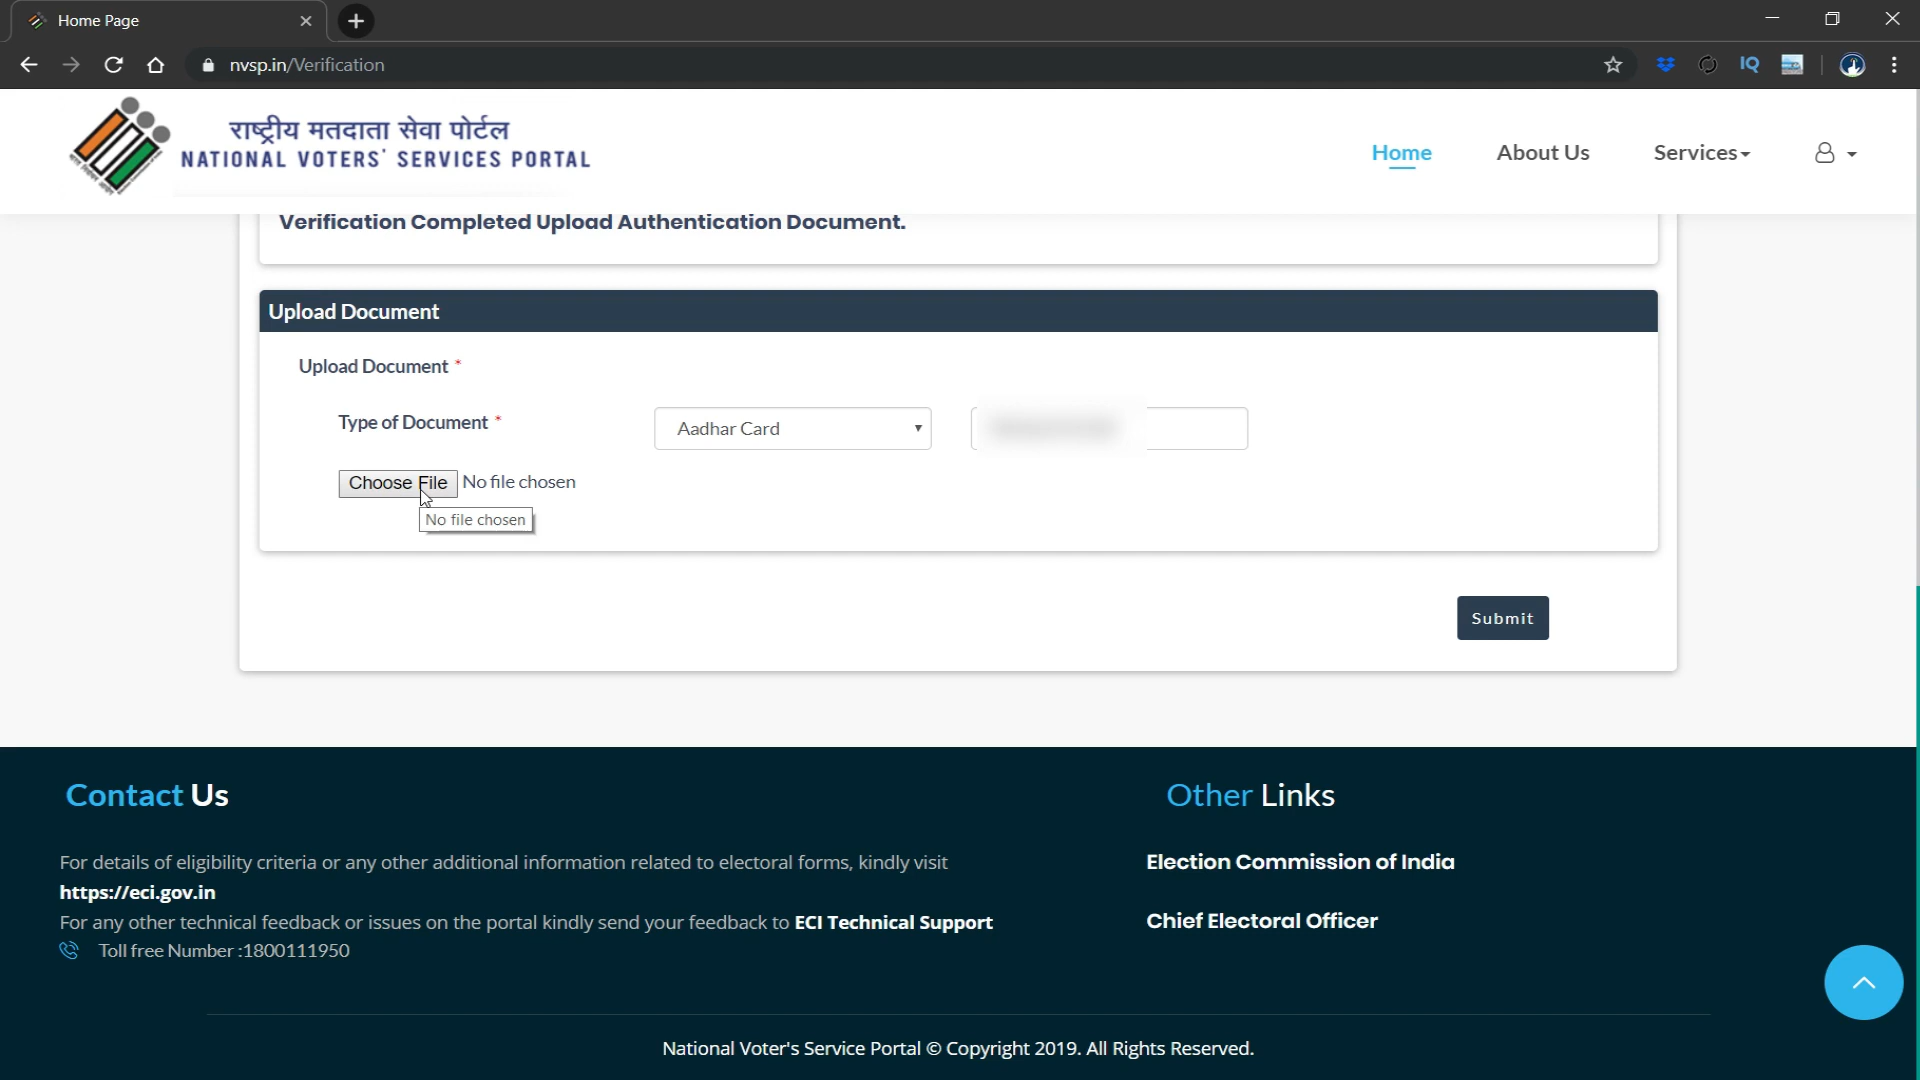 Home Page
nvsp.in/Verification
IQ
राष्ट्रीय मतदाता सेवा पोर्टल
NATIONAL VOTERS' SERVICES PORTAL
Home
About Us
Services
Verification Completed Upload Authentication Document.
Upload Document
Upload Document *
Type of Document *
Aadhar Card
Choose File No file chosen
No file chosen
Submit
Contact Us
Other Links
For details of eligibility criteria or any other additional information related to electoral forms, kindly visit
https://eci.gov.in
For any other technical feedback or issues on the portal kindly send your feedback to ECI Technical Support
Toll free Number :1800111950
Election Commission of India
Chief Electoral Officer
National Voter's Service Portal © Copyright 2019. All Rights Reserved.